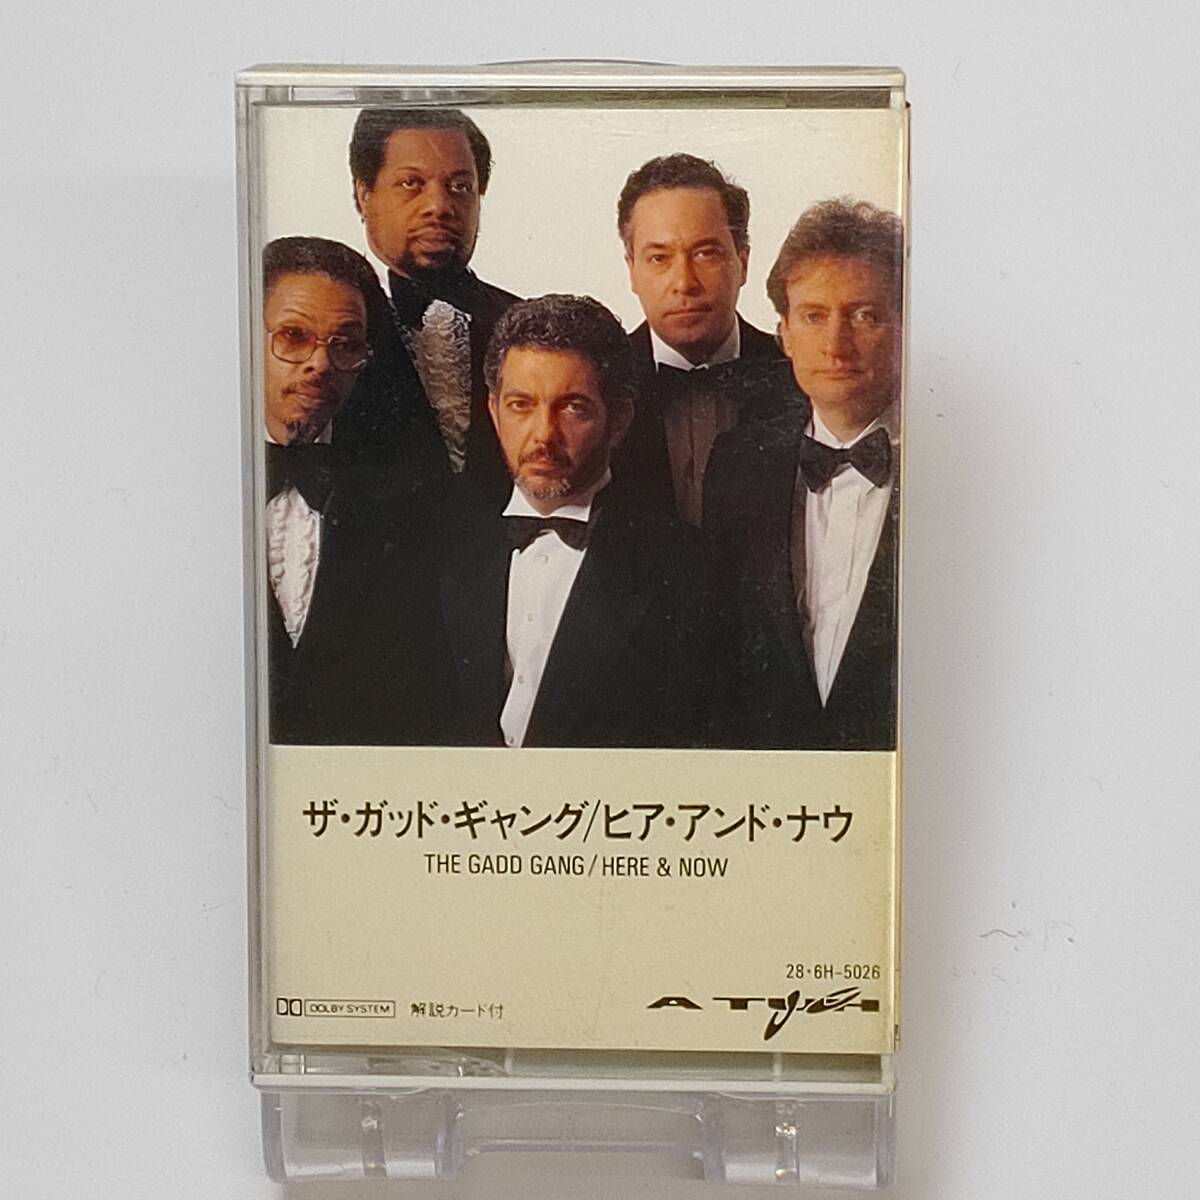 ザ・ガッド・ギャング/ヒア・アンド・ナウ
THE GADD GANG/HERE & NOW
28・6H-5026
DOLBY SYSTEM 解説カード付
A TOUCH